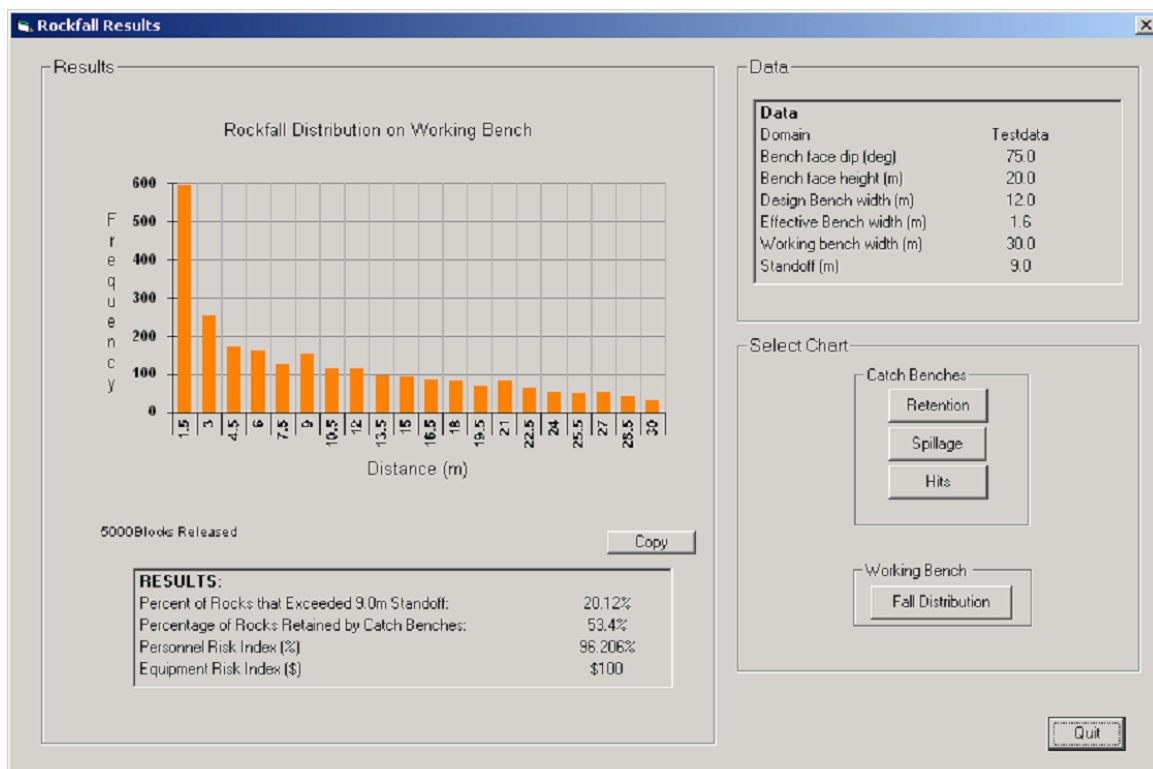 Rockfall Results
Results
Rockfall Distribution on Working Bench
Frequency
600
500
400
300
200
100
0
1.5 3 4.5 6 7.5 9 10.5 12 13.5 15 16.5 18 19.5 21 22.5 24 25.5 27 28.5 30
Distance (m)
5000Blocks Released
Copy
RESULTS:
Percent of Rocks that Exceeded 9.0m Standoff: 20.12%
Percentage of Rocks Retained by Catch Benches: 53.4%
Personnel Risk Index (%) 96.206%
Equipment Risk Index ($) $100
Data
Data
Domain Testdata
Bench face dip (deg) 75.0
Bench face height (m) 20.0
Design Bench width (m) 12.0
Effective Bench width (m) 1.6
Working bench width (m) 30.0
Standoff (m) 9.0
Select Chart
Catch Benches
Retention
Spillage
Hits
Working Bench
Fall Distribution
Quit